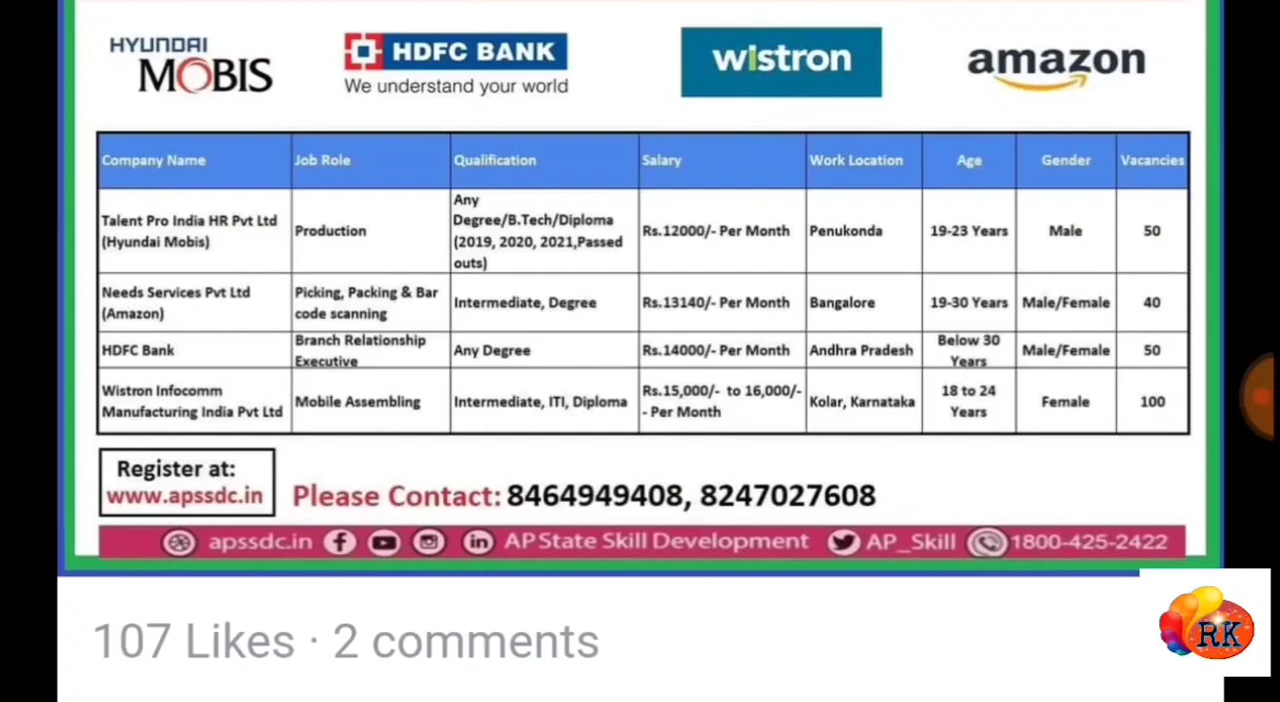 HYUNDAI
MOBIS
HDFC BANK
We understand your world
wistron
amazon
Company Name Job Role Qualification Salary Work Location Age Gender Vacancies
Talent Pro India HR Pvt Ltd
(Hyundai Mobis)
Production
Any
Degree/B.Tech/Diploma
(2019, 2020, 2021,Passed
outs)
Rs.12000/- Per Month
Penukonda
19-23 Years
Male
50
Needs Services Pvt Ltd
(Amazon)
Picking, Packing & Bar
code scanning
Intermediate, Degree
Rs.13140/- Per Month
Bangalore
19-30 Years
Male/Female
40
HDFC Bank
Branch Relationship
Executive
Any Degree
Rs.14000/- Per Month
Andhra Pradesh
Below 30
Years
Male/Female
50
Wistron Infocomm
Manufacturing India Pvt Ltd
Mobile Assembling
Intermediate, ITI, Diploma
Rs.15,000/- to 16,000/-
- Per Month
Kolar, Karnataka
18 to 24
Years
Female
100
Register at:
www.apssdc.in
Please Contact: 8464949408, 8247027608
apssdc.in AP State Skill Development AP_Skill 1800-425-2422
107 Likes · 2 comments
RK